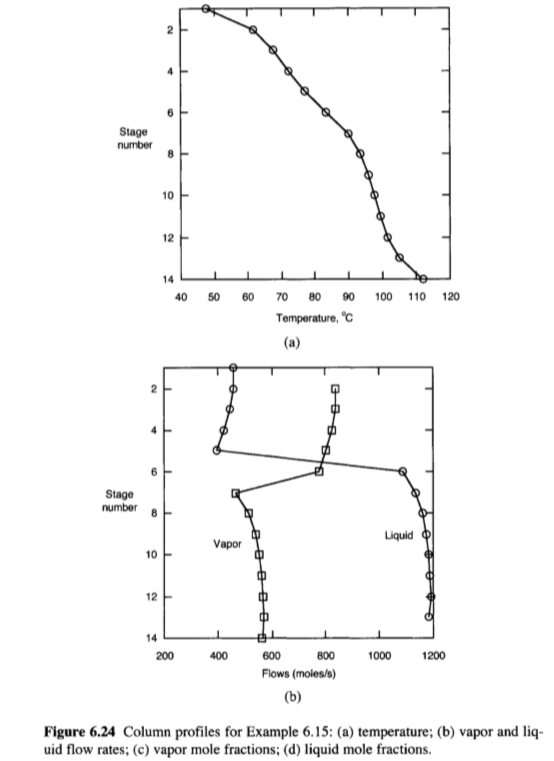 2
4
6
Stage
number
8
10
12
14
40 50 60 70 80 90 100 110 120
Temperature, °C
(a)
2
4
6
Stage
number
8
Vapor
Liquid
10
12
14
200 400 600 800 1000 1200
Flows (moles/s)
(b)
Figure 6.24 Column profiles for Example 6.15: (a) temperature; (b) vapor and liq-
uid flow rates; (c) vapor mole fractions; (d) liquid mole fractions.